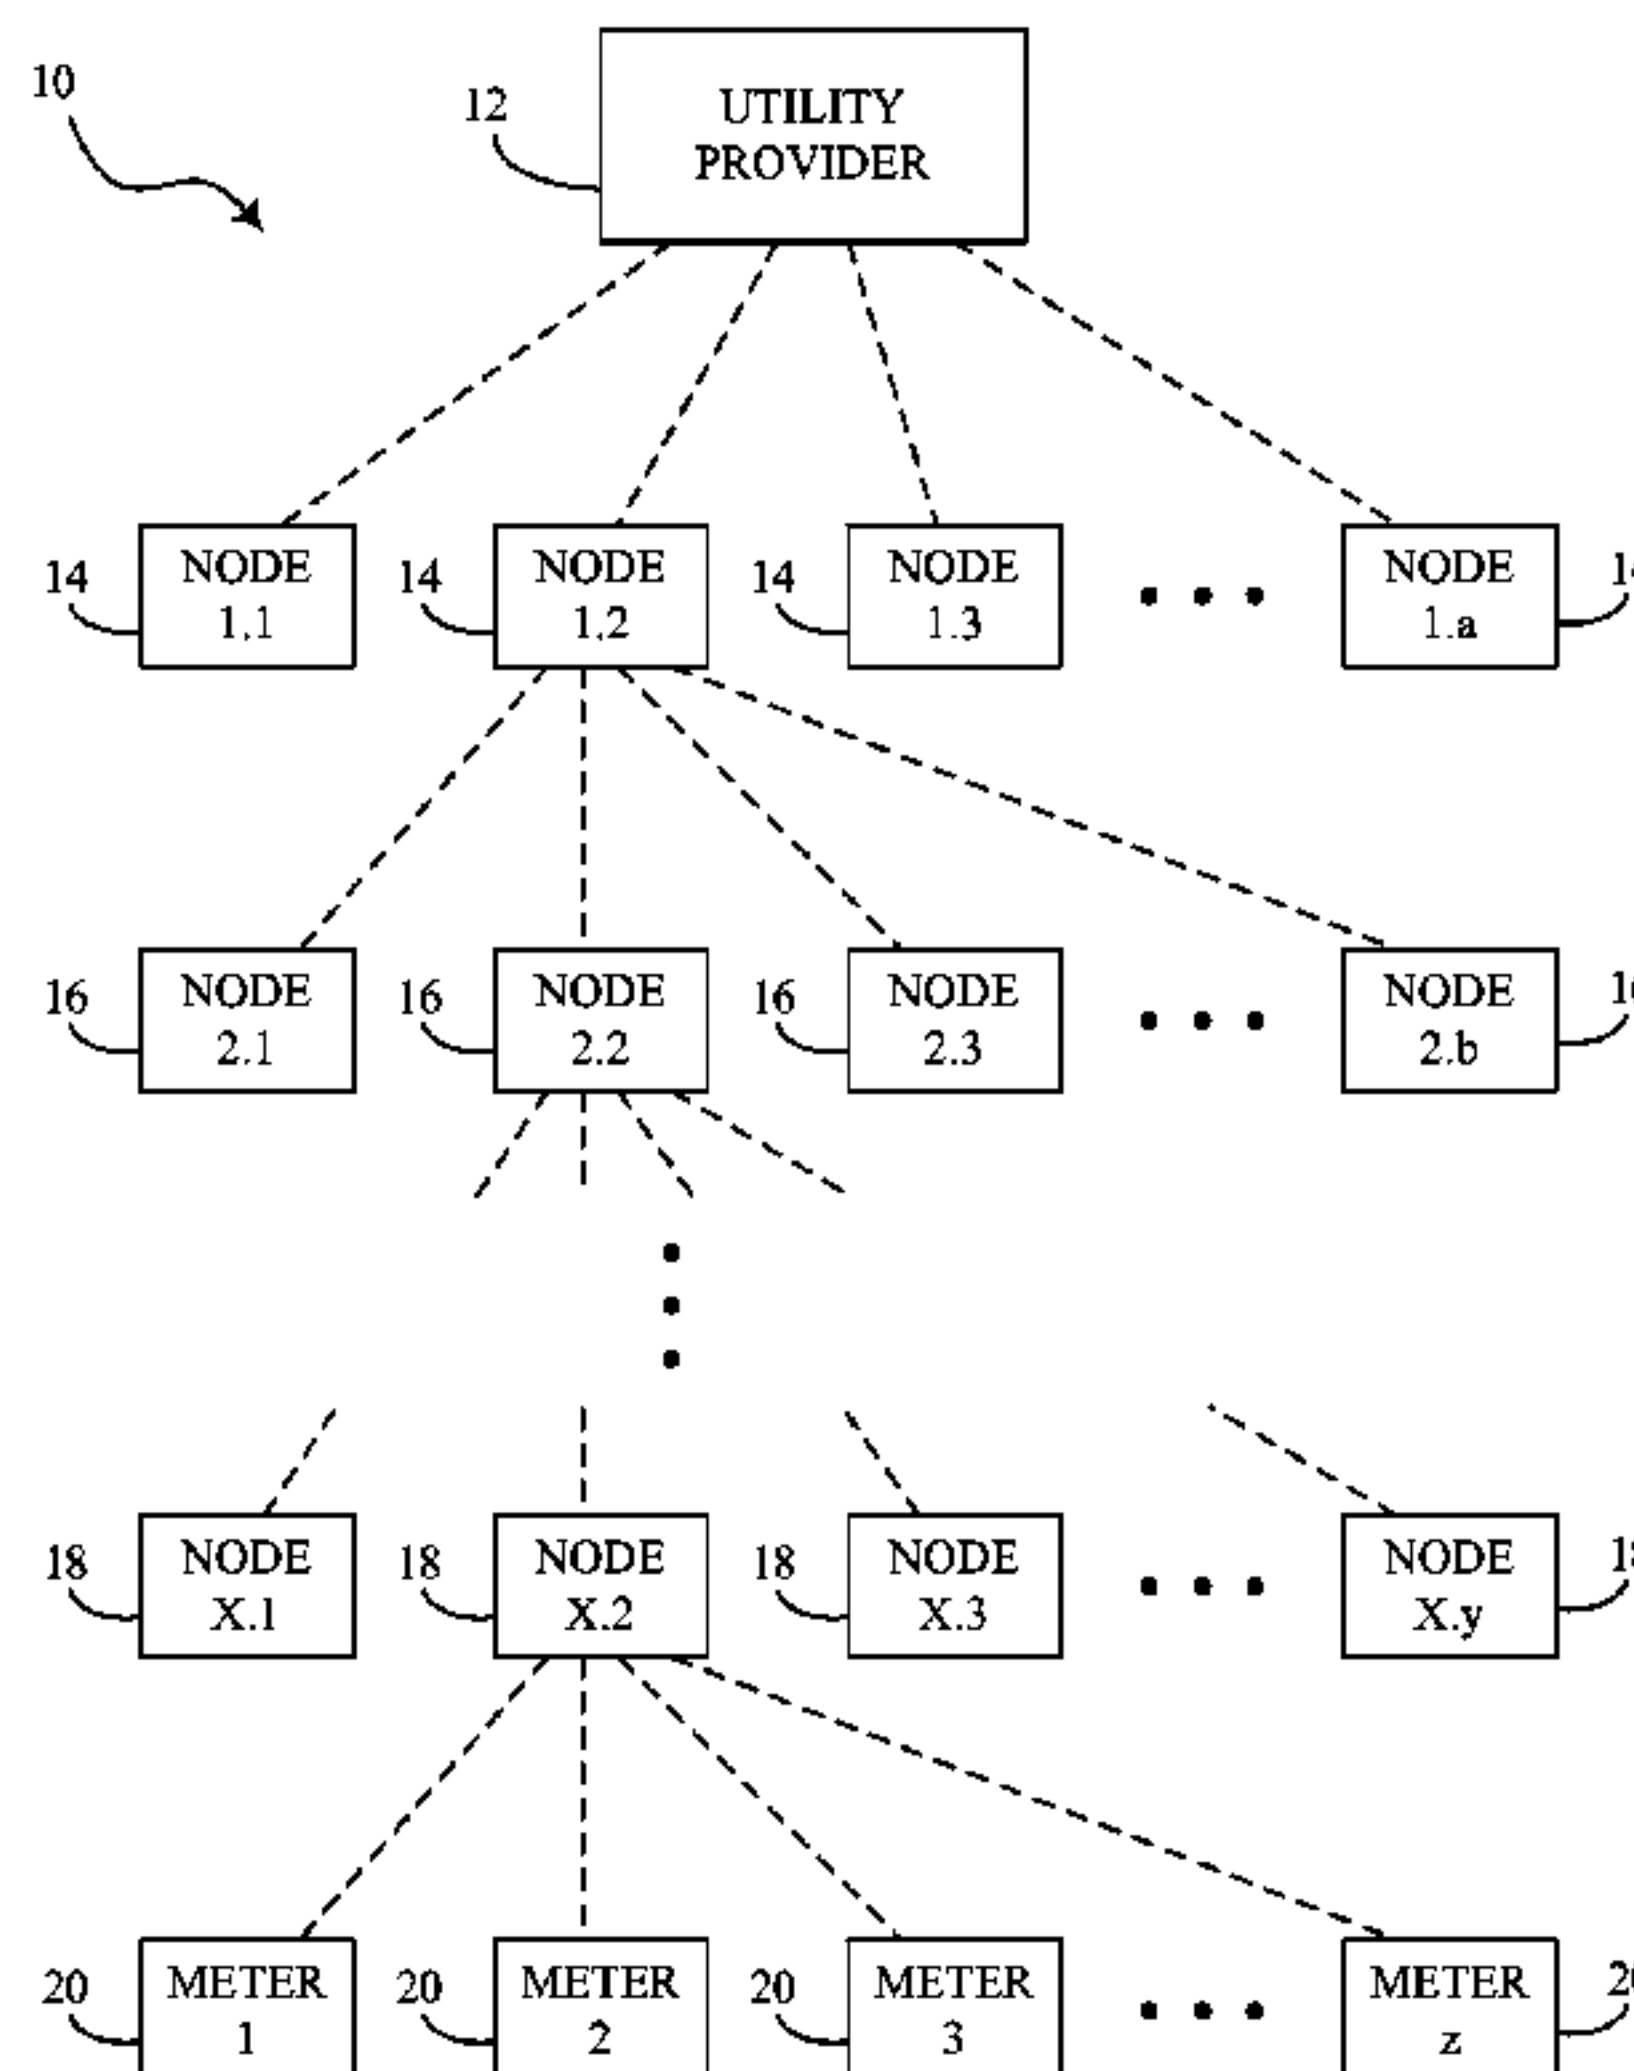 10
12
UTILITY
PROVIDER
14
NODE
1.1
14
NODE
1.2
14
NODE
1.3
NODE
1.a
16
NODE
2.1
16
NODE
2.2
16
NODE
2.3
NODE
2.b
18
NODE
X.1
18
NODE
X.2
18
NODE
X.3
NODE
X.y
18
20
METER
1
20
METER
2
20
METER
3
METER
z